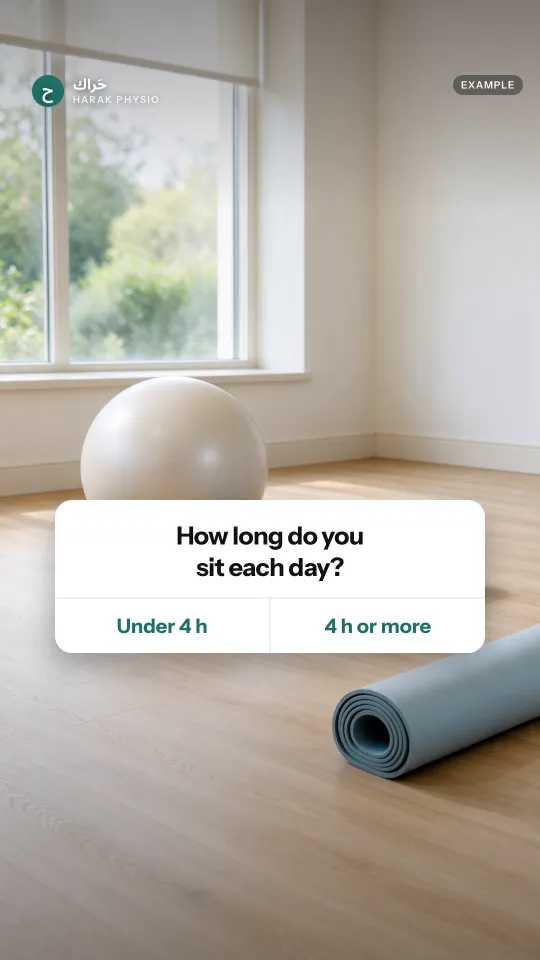 ح
حَراك
HARAK PHYSIO
EXAMPLE
How long do you
sit each day?
Under 4 h
4 h or more